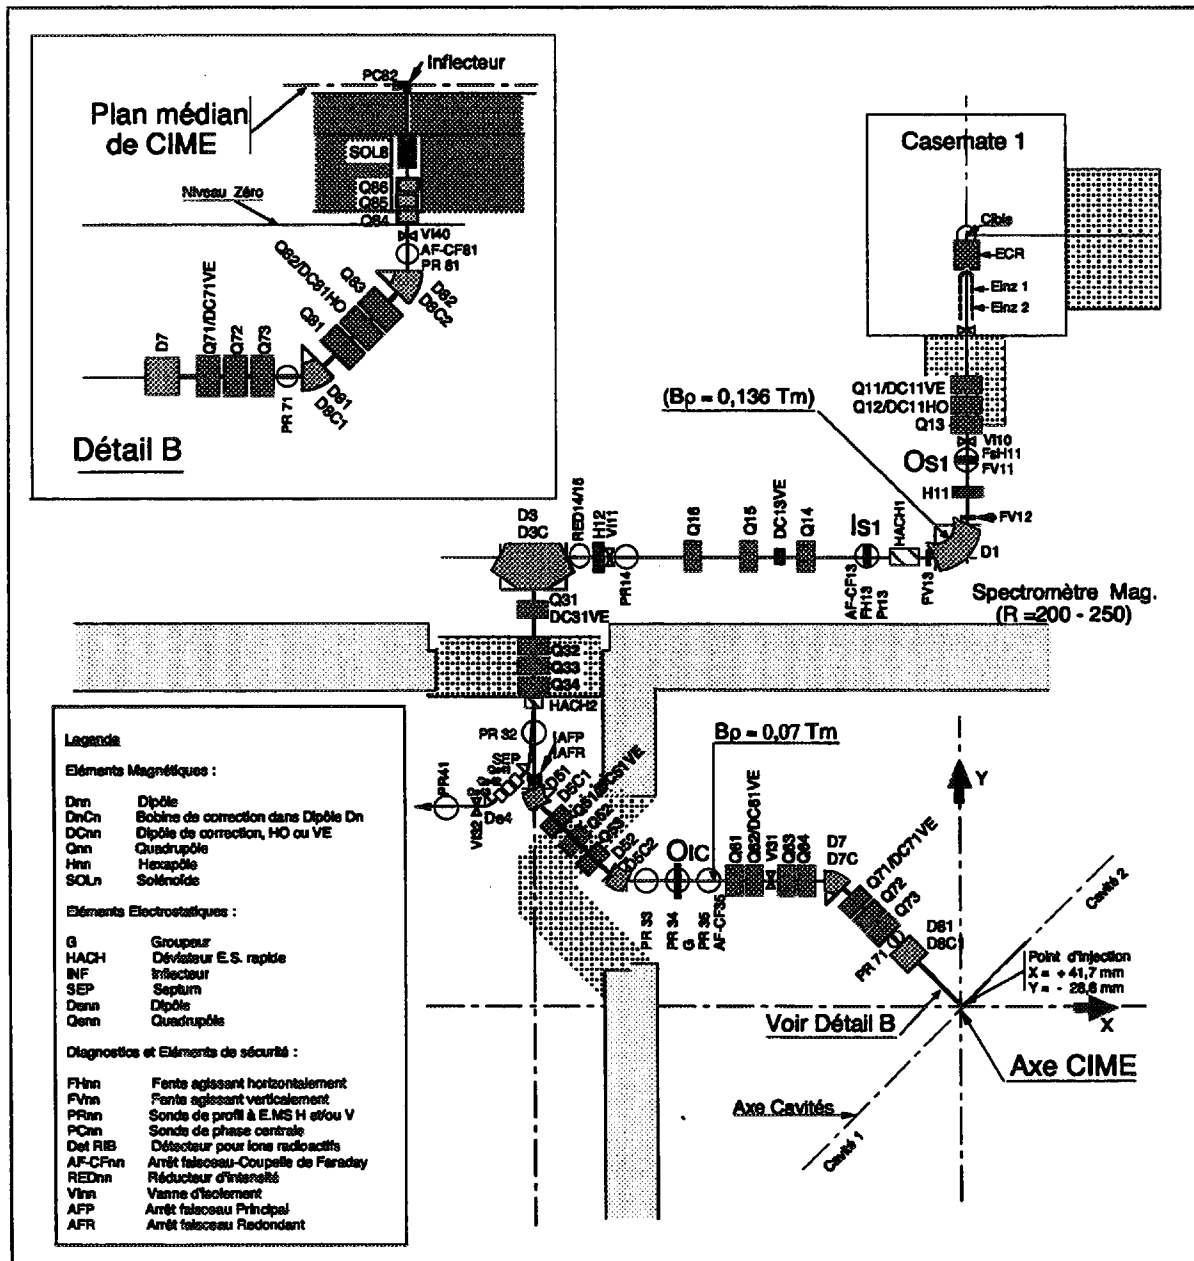 Inflecteur
PC82
Plan médian
de CIME
SOL8
Q86
Q85
Q84
Niveau Zéro
VI40
AF-CF81
PR 81
Q82/DC81HO
Q83
Q81
D82
D8C2
D7
Q71/DC71VE
Q72
Q73
PR 71
D81
D8C1
Détail B
Casemate 1
Cible
ECR
Einz 1
Einz 2
(Bρ = 0,136 Tm)
Q11/DC11VE
Q12/DC11HO
Q13
VI10
OS1
FsH11
FV11
H11
FV12
D1
D3
D3C
RED14/15
H12
VI11
PR14
Q16
Q15
DC13VE
Q14
IS1
HACH1
AF-CF13
FH13
Pr13
FV13
Spectromètre Mag.
(R =200 - 250)
Q31
DC31VE
Q32
Q33
Q34
HACH2
PR 32
AFP
AFR
SEP
PR41
VI32
De4
D51
D5C1
Q51/DC51VE
Q52
Q53
D52
D5C2
Bρ = 0,07 Tm
OIC
PR 33
PR 34
G
PR 35
AF-CF35
Q61
Q62/DC61VE
VI31
Q63
Q64
D7
D7C
Q71/DC71VE
Q72
Q73
PR 71
D81
D8C1
Y
X
Cavité 2
Point d'injection
X = + 41,7 mm
Y = - 28,6 mm
Voir Détail B
Axe CIME
Axe Cavités
Cavité 1
Legende
Eléments Magnétiques :
Dnn Dipôle
DnCn Bobine de correction dans Dipôle Dn
DCnn Dipôle de correction, HO ou VE
Qnn Quadrupôle
Hnn Hexapôle
SOLn Solénoïde
Eléments Electrostatiques :
G Groupeur
HACH Déviateur E.S. rapide
INF Inflecteur
SEP Septum
Denn Dipôle
Qenn Quadrupôle
Diagnostics et Eléments de sécurité :
FHnn Fente agissant horizontalement
FVnn Fente agissant verticalement
PRnn Sonde de profil à E.MS H et/ou V
PCnn Sonde de phase centrale
Det RIB Détecteur pour ions radioactifs
AF-CFnn Arrêt faisceau-Coupelle de Faraday
REDnn Réducteur d'intensité
VInn Vanne d'isolement
AFP Arrêt faisceau Principal
AFR Arrêt faisceau Redondant